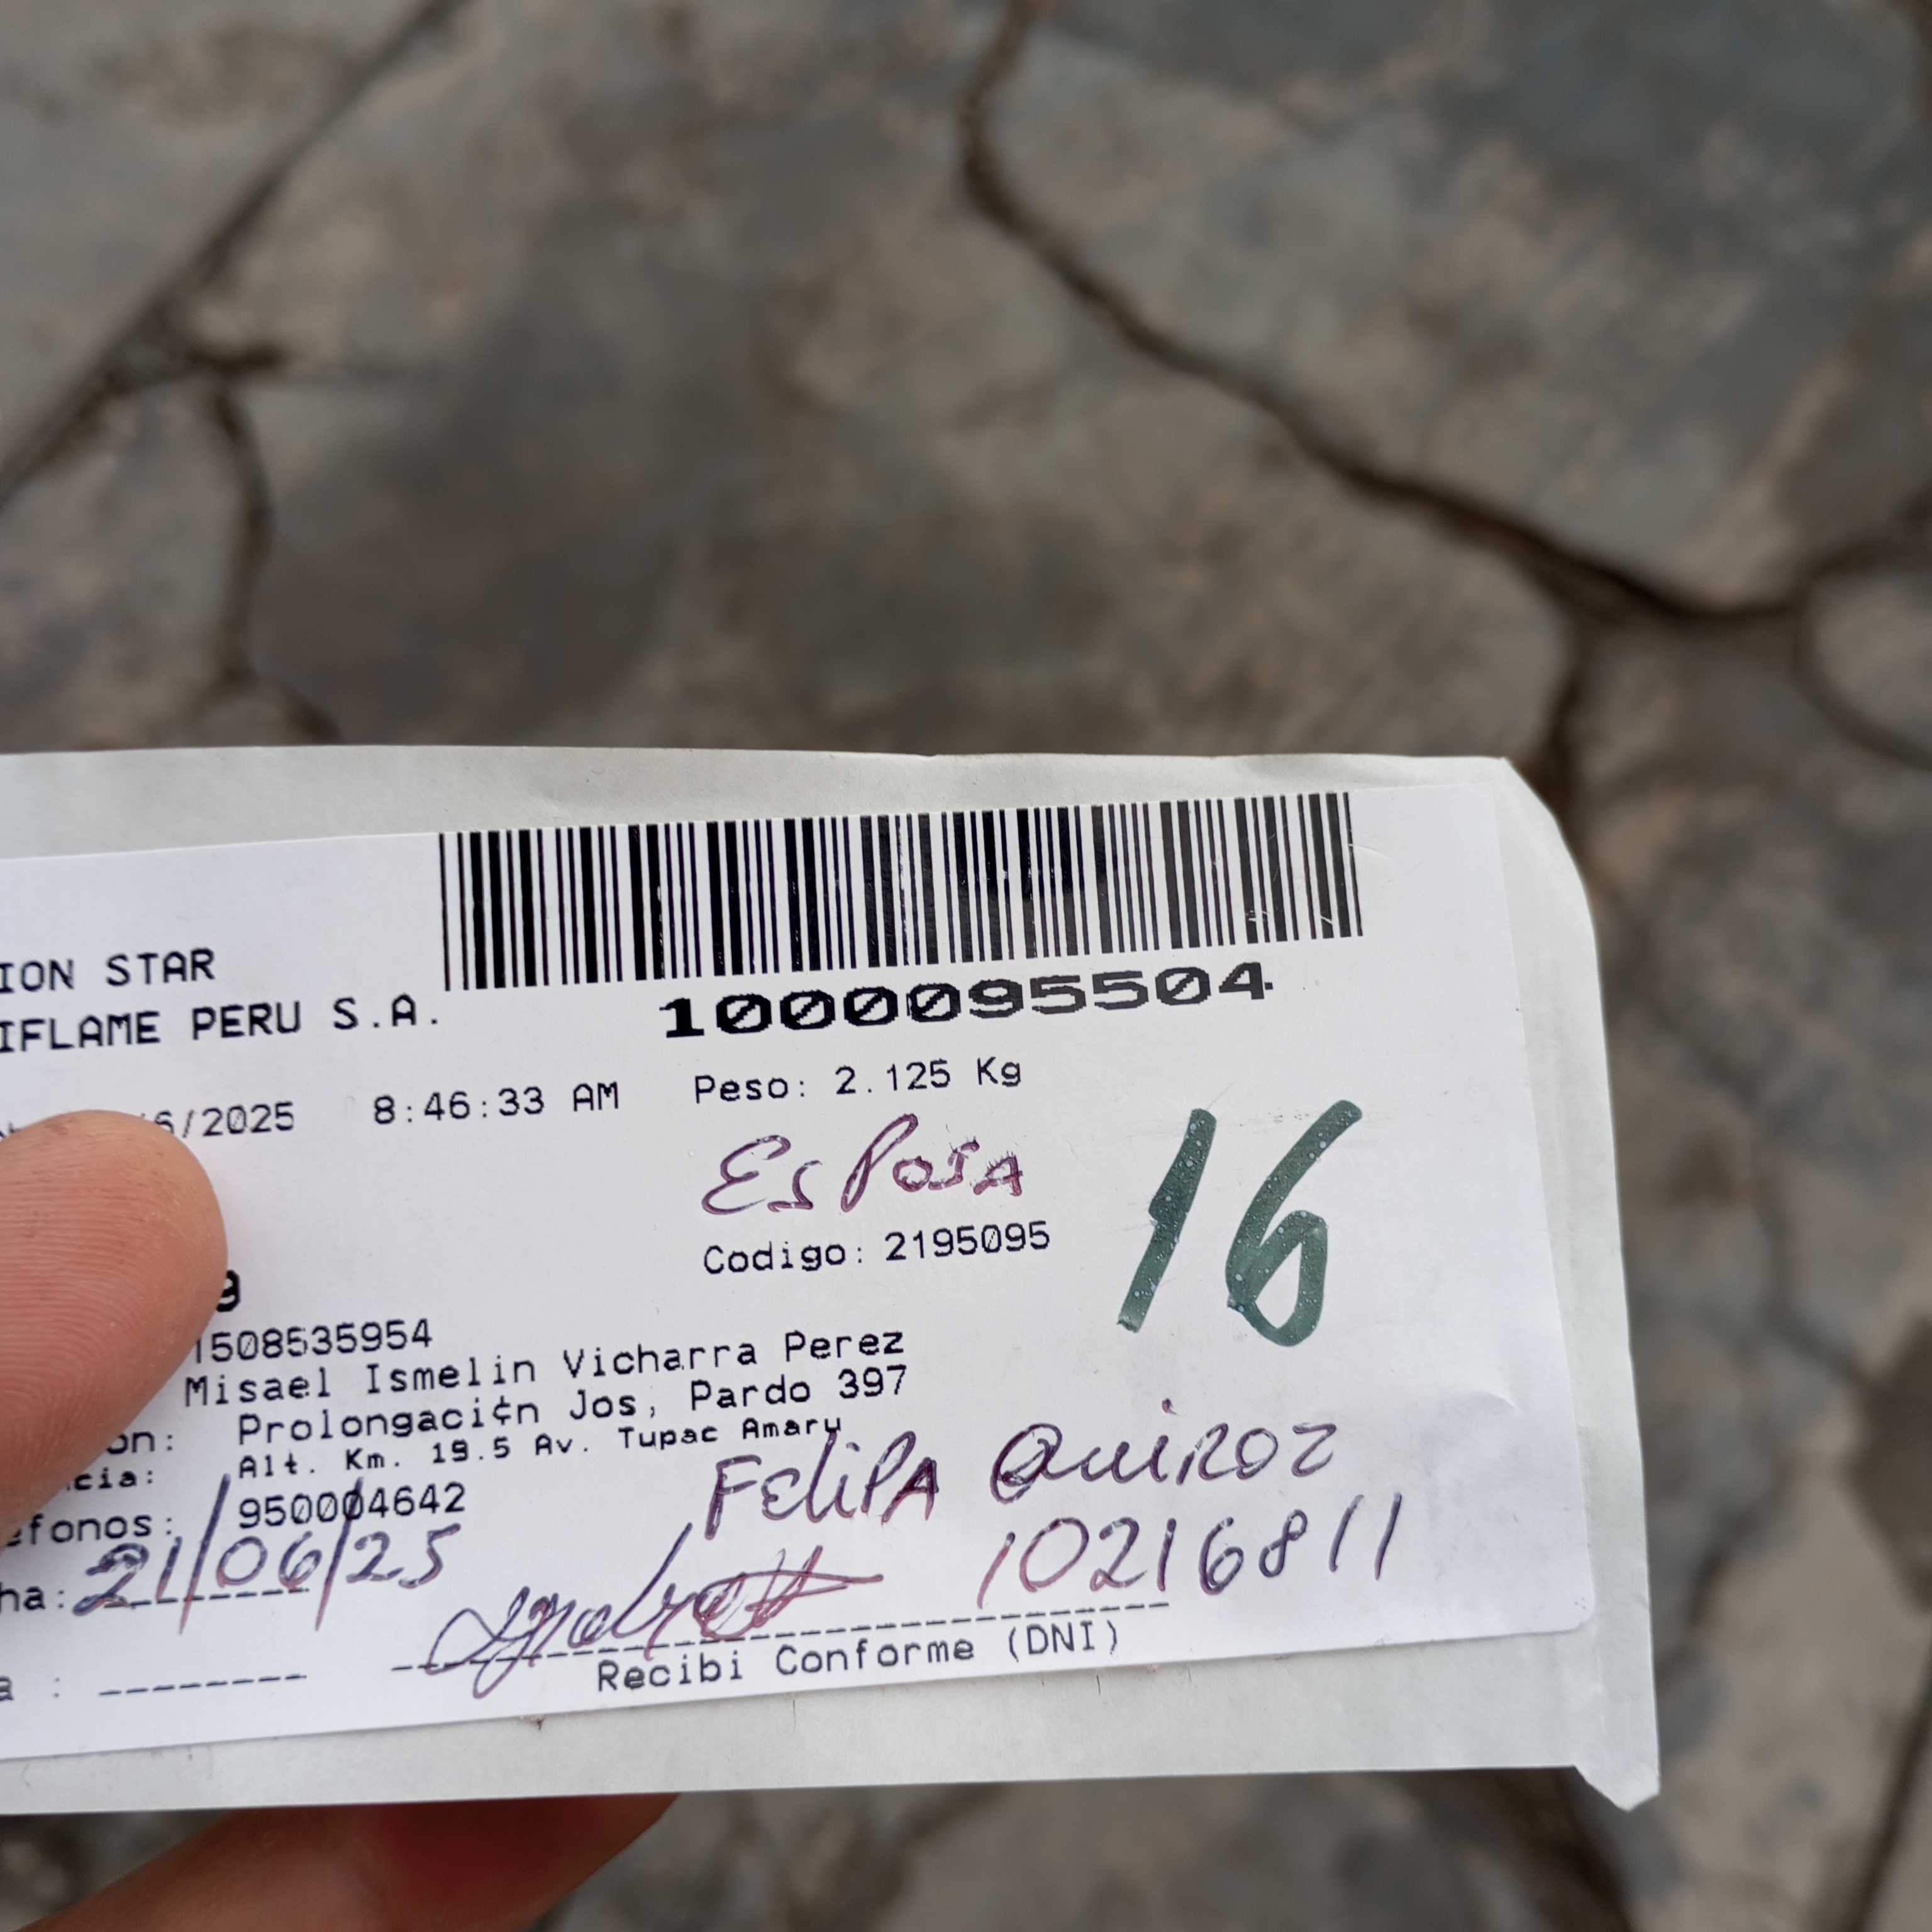 ION STAR
IFLAME PERU S.A.
1000095504
6/2025 8:46:33 AM Peso: 2.125 Kg
EsPosA
16
Codigo: 2195095
9
1508535954
Misael Ismelin Vicharra Perez
on: Prolongaci¢n Jos, Pardo 397
cia: Alt. Km. 19.5 Av. Tupac Amaru
efonos: 950004642
FeliPA QuiROZ
ha: 21/06/25
10216811
a : --------
Recibi Conforme (DNI)